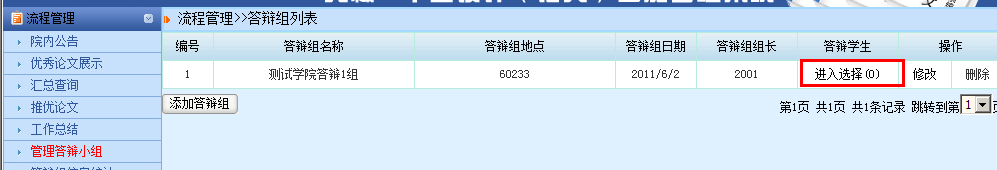 流程管理
流程管理>>答辩组列表
院内公告
优秀论文展示
汇总查询
推优论文
工作总结
管理答辩小组
编号 答辩组名称 答辩组地点 答辩组日期 答辩组组长 答辩学生 操作
1 测试学院答辩1组 60233 2011/6/2 2001 进入选择(0) 修改 删除
添加答辩组
第1页 共1页 共1条记录 跳转到第 1